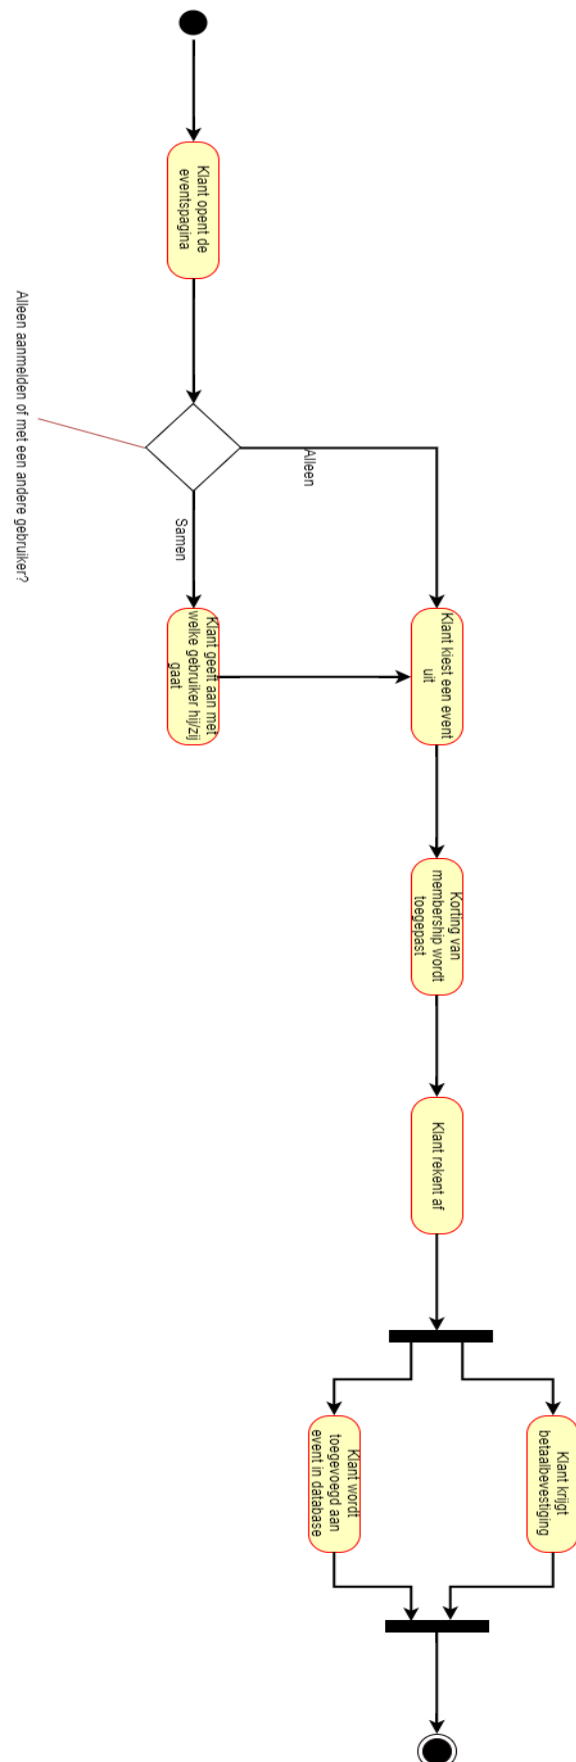 Klant opent de
eventspagina
Alleen aanmelden of met een andere gebruiker?
Alleen
Samen
Klant geeft aan met
welke gebruiker hij/zij
gaat
Klant kiest een event
uit
Korting van
membership wordt
toegepast
Klant rekent af
Klant krijgt
betaalbevestiging
Klant wordt
toegevoegd aan
event in database